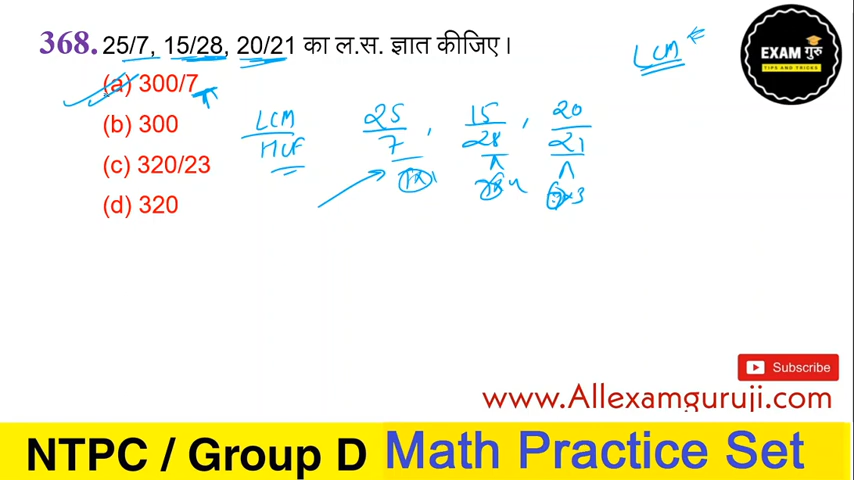 368. 25/7, 15/28, 20/21 का ल.स. ज्ञात कीजिए।
LCM
EXAM गुरु
TIPS AND TRICKS
(a) 300/7
(b) 300
(c) 320/23
(d) 320
LCM
HCF
25/7, 15/28, 20/21
Subscribe
www.Allexamguruji.com
NTPC / Group D Math Practice Set